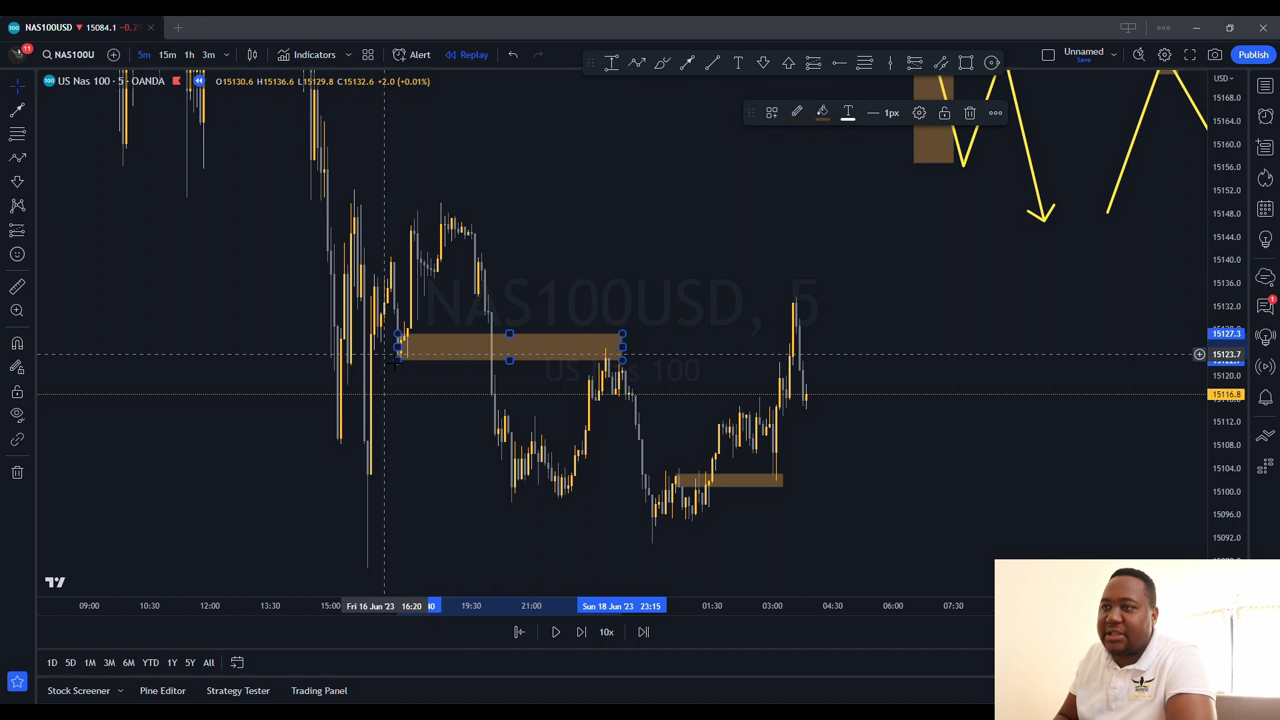 100 NAS100USD 15084.1 -0.2
11 NAS100U 5m 15m 1h 3m Indicators Alert Replay Unnamed Save Publish
100 US Nas 100 · 5 · OANDA O15130.6 H15136.6 L15129.8 C15132.6 +2.0 (+0.01%)
USD
1px
15168.0
15164.0
15160.0
15156.0
15152.0
15148.0
15144.0
15140.0
15136.0
15132.0
15127.3
15123.7
15120.0
15116.8
15112.0
15108.0
15104.0
15100.0
15096.0
15092.0
NAS100USD, 5
US Nas 100
1
09:00 10:30 12:00 13:30 15:00 Fri 16 Jun '23 16:20 19:30 21:00 Sun 18 Jun '23 23:15 01:30 03:00 04:30 06:00 07:30
10x
1D 5D 1M 3M 6M YTD 1Y 5Y All
Stock Screener Pine Editor Strategy Tester Trading Panel